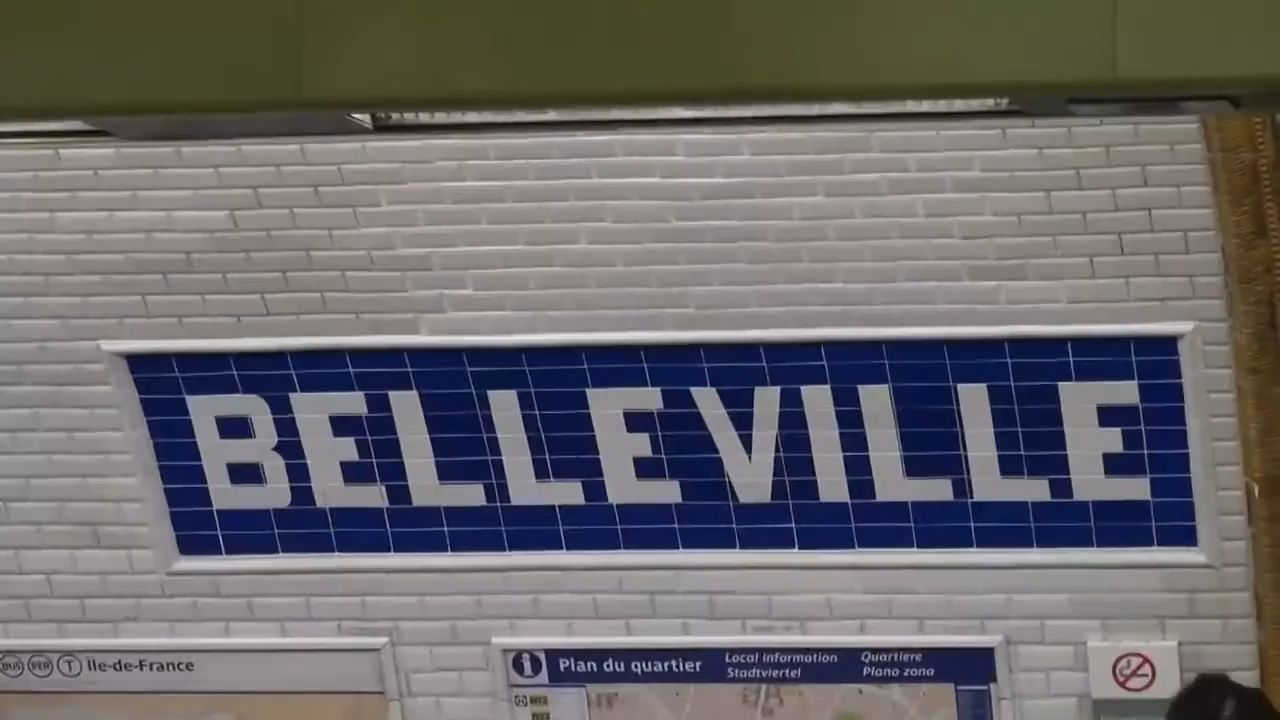 BELLEVILLE
BUS RER T Île-de-France
i Plan du quartier
Local information
Stadtviertel
Quartiere
Plano zona